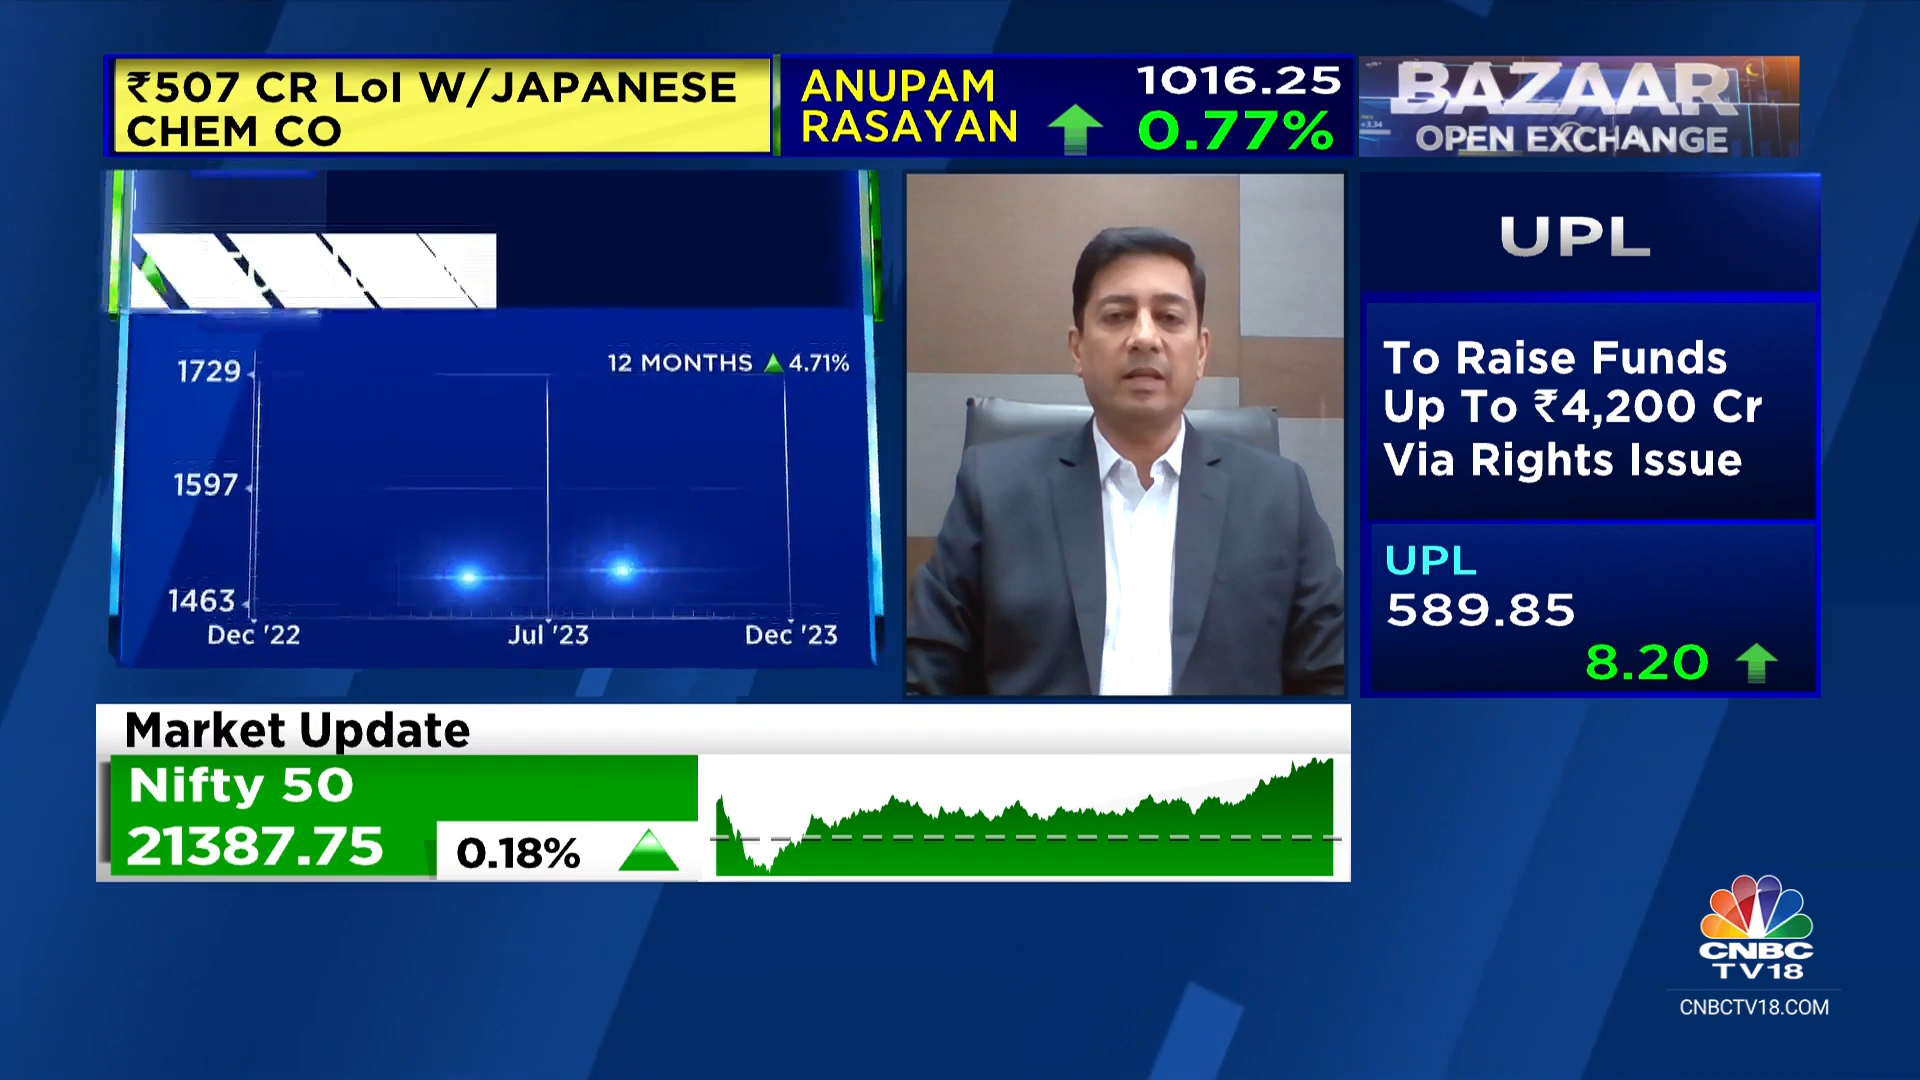 ₹507 CR LoI W/JAPANESE
CHEM CO
ANUPAM
RASAYAN
1016.25
0.77%
BAZAAR
OPEN EXCHANGE
12 MONTHS 4.71%
1729
1597
1463
Dec '22
Jul '23
Dec '23
UPL
To Raise Funds
Up To ₹4,200 Cr
Via Rights Issue
UPL
589.85
8.20
Market Update
Nifty 50
21387.75
0.18%
CNBC
TV18
CNBCTV18.COM